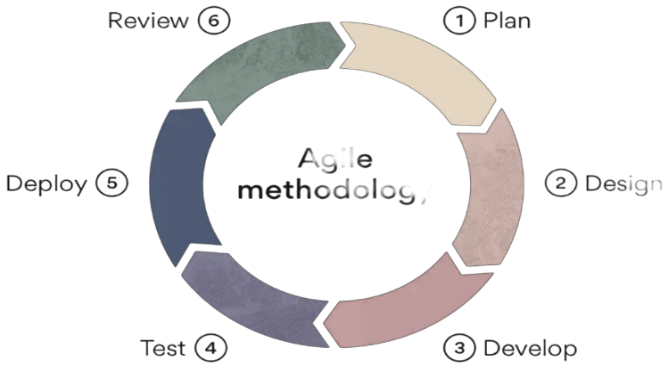 Review 6
1 Plan
Agile
methodology
Deploy 5
2 Design
Test 4
3 Develop